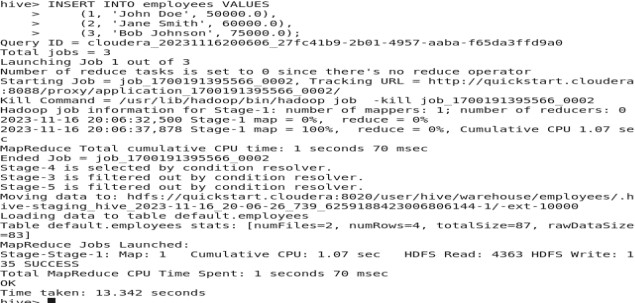 hive> INSERT INTO employees VALUES
    >     (1, 'John Doe', 50000.0),
    >     (2, 'Jane Smith', 60000.0),
    >     (3, 'Bob Johnson', 75000.0);
Query ID = cloudera_20231116200606_27fc41b9-2b01-4957-aaba-f65da3ffd9a0
Total jobs = 3
Launching Job 1 out of 3
Number of reduce tasks is set to 0 since there's no reduce operator
Starting Job = job_1700191395566_0002, Tracking URL = http://quickstart.cloudera
:8088/proxy/application_1700191395566_0002/
Kill Command = /usr/lib/hadoop/bin/hadoop job  -kill job_1700191395566_0002
Hadoop job information for Stage-1: number of mappers: 1; number of reducers: 0
2023-11-16 20:06:32,500 Stage-1 map = 0%,  reduce = 0%
2023-11-16 20:06:37,878 Stage-1 map = 100%,  reduce = 0%, Cumulative CPU 1.07 se
c
MapReduce Total cumulative CPU time: 1 seconds 70 msec
Ended Job = job_1700191395566_0002
Stage-4 is selected by condition resolver.
Stage-3 is filtered out by condition resolver.
Stage-5 is filtered out by condition resolver.
Moving data to: hdfs://quickstart.cloudera:8020/user/hive/warehouse/employees/.h
ive-staging_hive_2023-11-16_20-06-26_739_6259188423006806144-1/-ext-10000
Loading data to table default.employees
Table default.employees stats: [numFiles=2, numRows=4, totalSize=87, rawDataSize
=83]
MapReduce Jobs Launched:
Stage-Stage-1: Map: 1   Cumulative CPU: 1.07 sec   HDFS Read: 4363 HDFS Write: 1
35 SUCCESS
Total MapReduce CPU Time Spent: 1 seconds 70 msec
OK
Time taken: 13.342 seconds
hive>